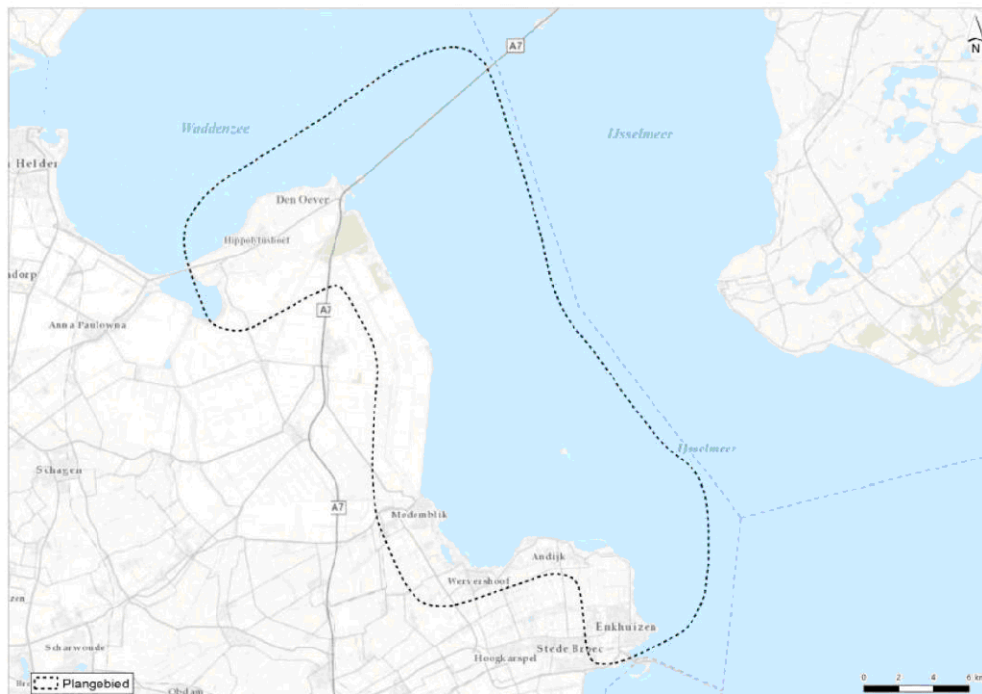 A7
N
Waddenzee
IJsselmeer
Helder
Den Oever
Hippolytushoef
Anna Paulowna
A7
IJsselmeer
Schagen
A7
Medemblik
Andijk
Wervershoof
Enkhuizen
Stede Broec
Hoogkarspel
Scharwoude
Obdam
Plangebied
0 2 4 6 km